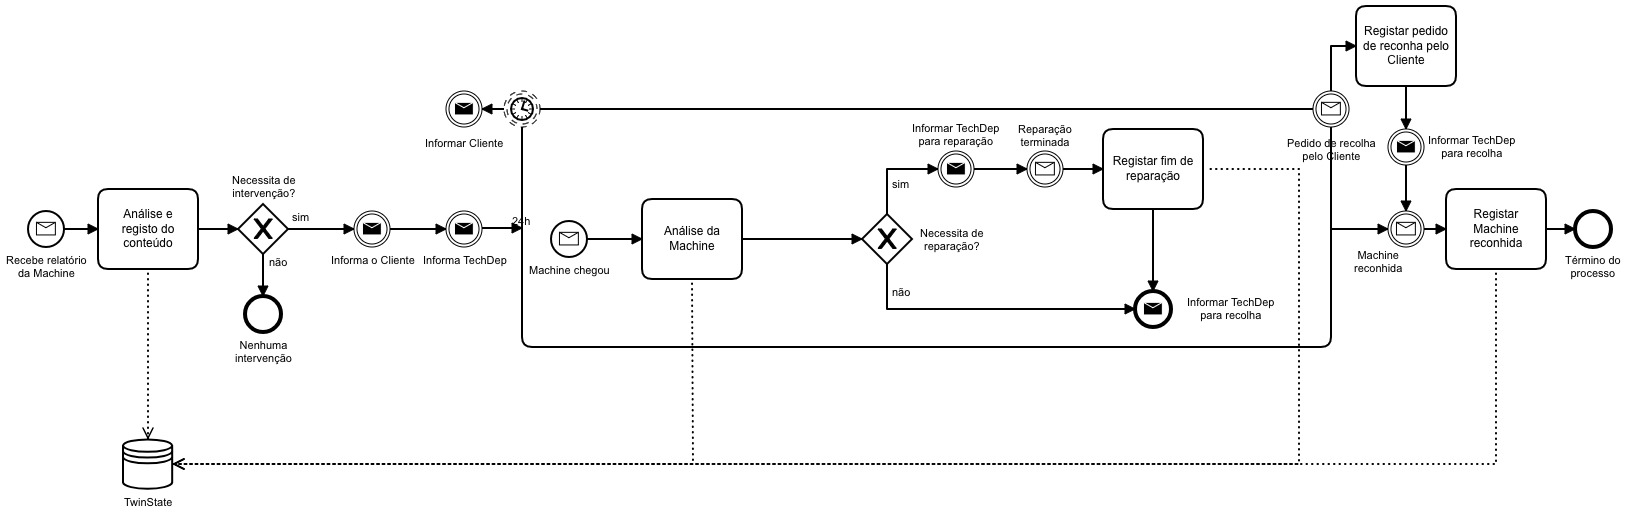 Recebe relatório
da Machine
Análise e
registo do
conteúdo
Necessita de
intervenção?
sim
não
Nenhuma
intervenção
Informa o Cliente
Informa TechDep
24h
Informar Cliente
Machine chegou
Análise da
Machine
Necessita de
reparação?
sim
não
Informar TechDep
para reparação
Reparação
terminada
Registar fim de
reparação
Informar TechDep
para recolha
Pedido de recolha
pelo Cliente
Registar pedido
de reconha pelo
Cliente
Informar TechDep
para recolha
Machine
reconhida
Registar
Machine
reconhida
Término do
processo
TwinState